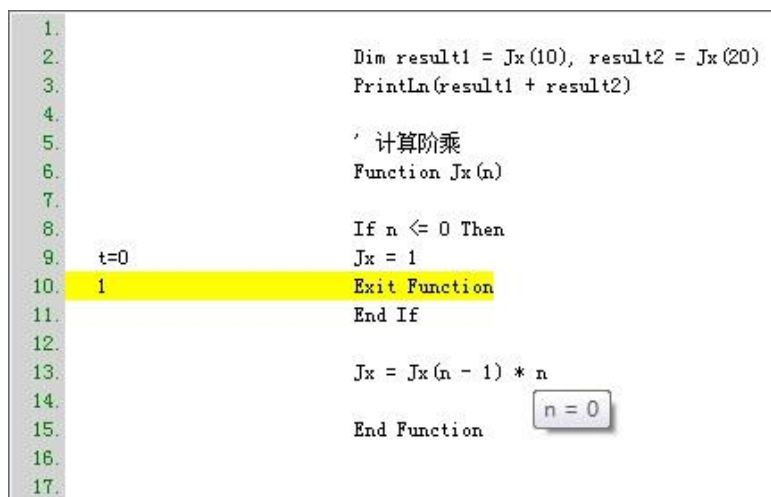 1.
2. Dim result1 = Jx(10), result2 = Jx(20)
3. PrintLn(result1 + result2)
4.
5. ' 计算阶乘
6. Function Jx(n)
7.
8. If n <= 0 Then
9. t=0 Jx = 1
10. 1 Exit Function
11. End If
12.
13. Jx = Jx(n - 1) * n
14.
n = 0
15. End Function
16.
17.